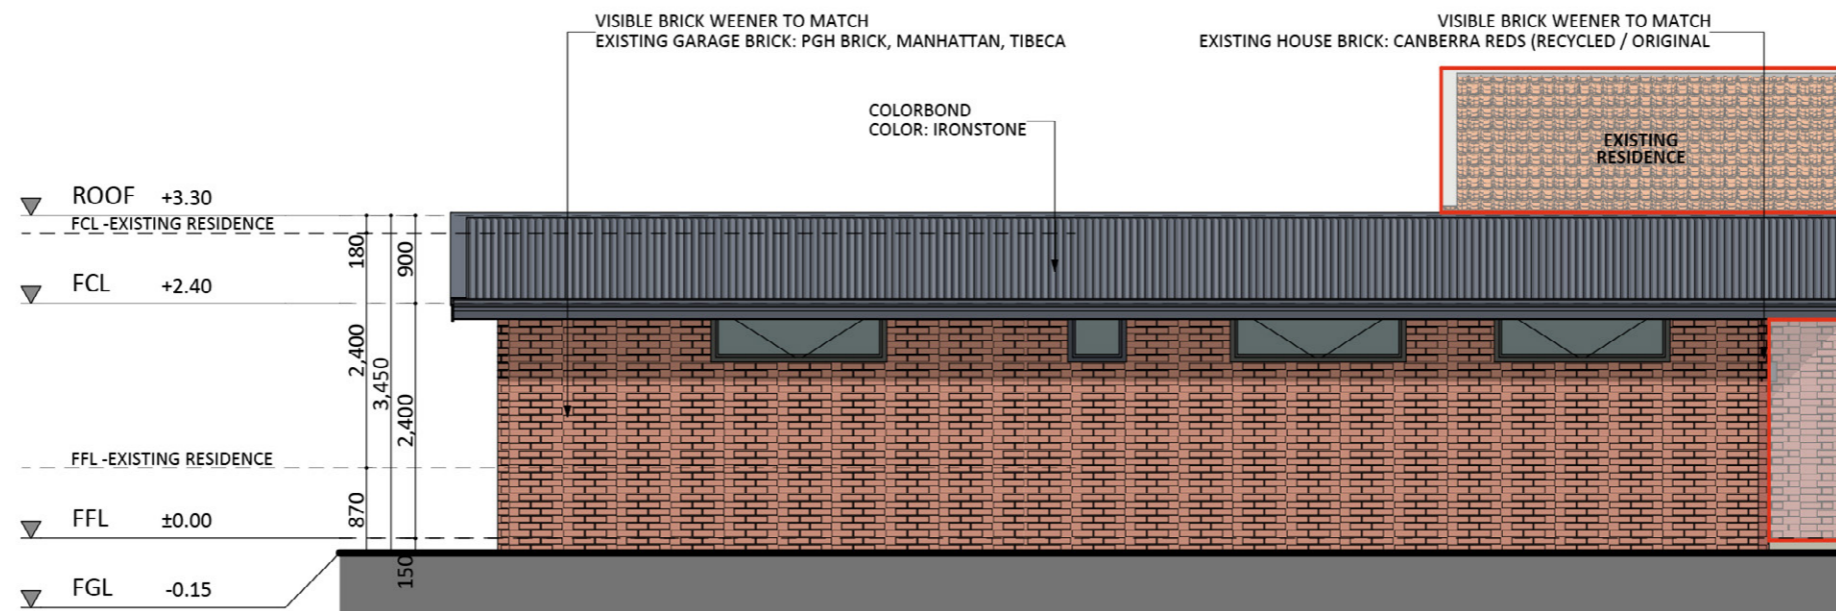 VISIBLE BRICK WEENER TO MATCH
EXISTING GARAGE BRICK: PGH BRICK, MANHATTAN, TIBECA
VISIBLE BRICK WEENER TO MATCH
EXISTING HOUSE BRICK: CANBERRA REDS (RECYCLED / ORIGINAL
COLORBOND
COLOR: IRONSTONE
EXISTING
RESIDENCE
ROOF +3.30
FCL -EXISTING RESIDENCE
180
900
FCL +2.40
2,400
3,450
2,400
FFL -EXISTING RESIDENCE
870
FFL ±0.00
150
FGL -0.15